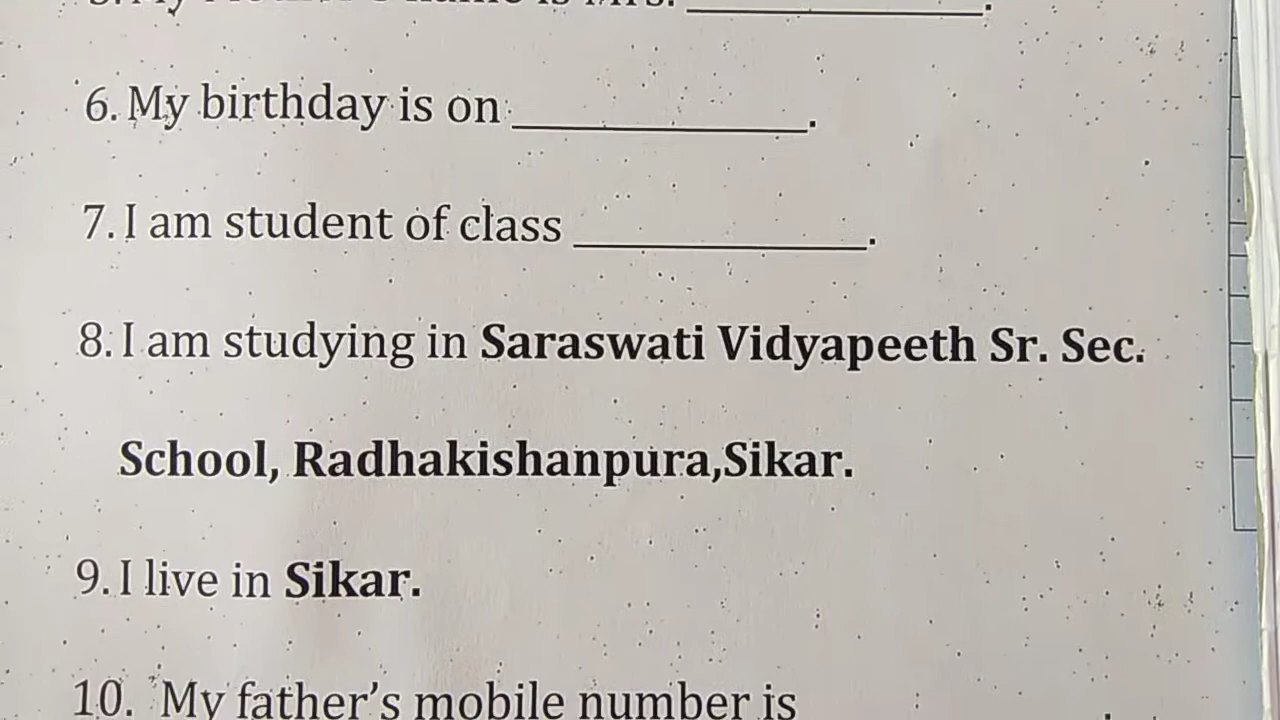 6. My birthday is on ______________.
7. I am student of class ______________.
8. I am studying in Saraswati Vidyapeeth Sr. Sec.
School, Radhakishanpura,Sikar.
9. I live in Sikar.
10. My father's mobile number is